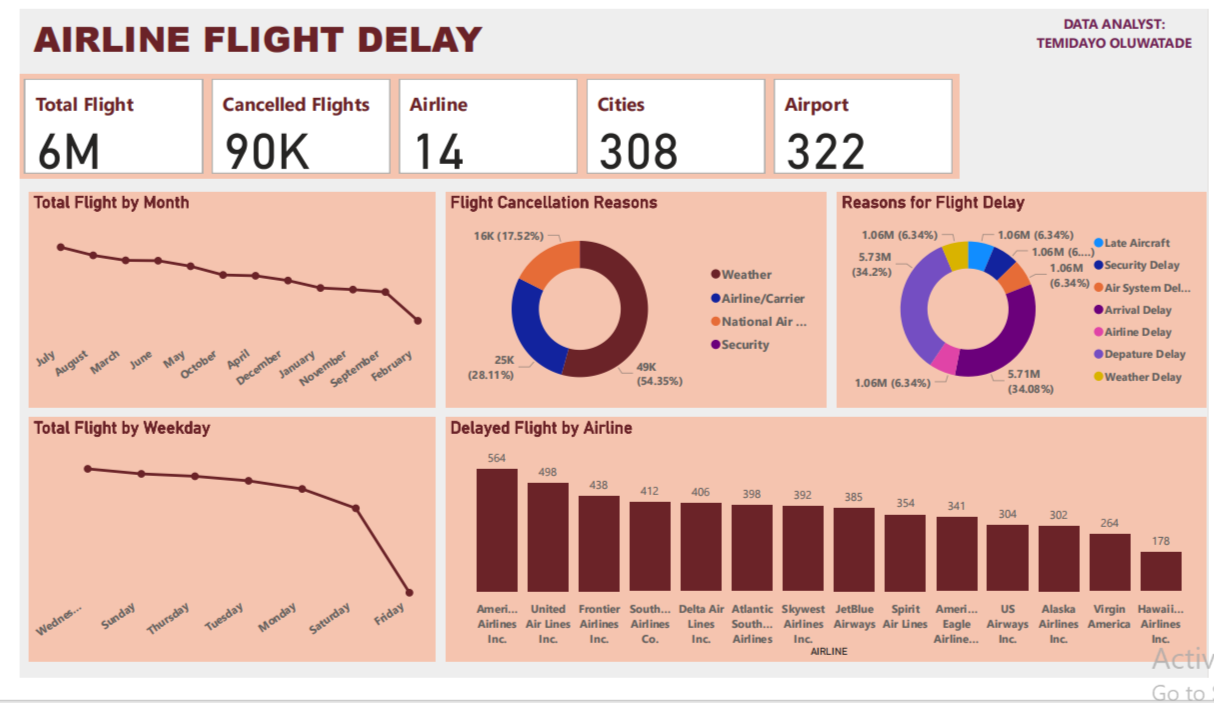 AIRLINE FLIGHT DELAY
DATA ANALYST:
TEMIDAYO OLUWATADE
Total Flight
6M
Cancelled Flights
90K
Airline
14
Cities
308
Airport
322
Total Flight by Month
July
August
March
June
May
October
April
December
January
November
September
February
Flight Cancellation Reasons
16K (17.52%)
25K
(28.11%)
49K
(54.35%)
Weather
Airline/Carrier
National Air ...
Security
Reasons for Flight Delay
1.06M (6.34%)
1.06M (6.34%)
1.06M (6....)
1.06M
(6.34%)
5.73M
(34.2%)
1.06M (6.34%)
5.71M
(34.08%)
Late Aircraft
Security Delay
Air System Del...
Arrival Delay
Airline Delay
Depature Delay
Weather Delay
Total Flight by Weekday
Wednes...
Sunday
Thursday
Tuesday
Monday
Saturday
Friday
Delayed Flight by Airline
564
498
438
412
406
398
392
385
354
341
304
302
264
178
Ameri...
Airlines
Inc.
United
Air Lines
Inc.
Frontier
Airlines
Inc.
South...
Airlines
Co.
Delta Air
Lines
Inc.
Atlantic
South...
Airlines
Skywest
Airlines
Inc.
JetBlue
Airways
Spirit
Air Lines
Ameri...
Eagle
Airline...
US
Airways
Inc.
Alaska
Airlines
Inc.
Virgin
America
Hawaii...
Airlines
Inc.
AIRLINE
Activ
Go to S